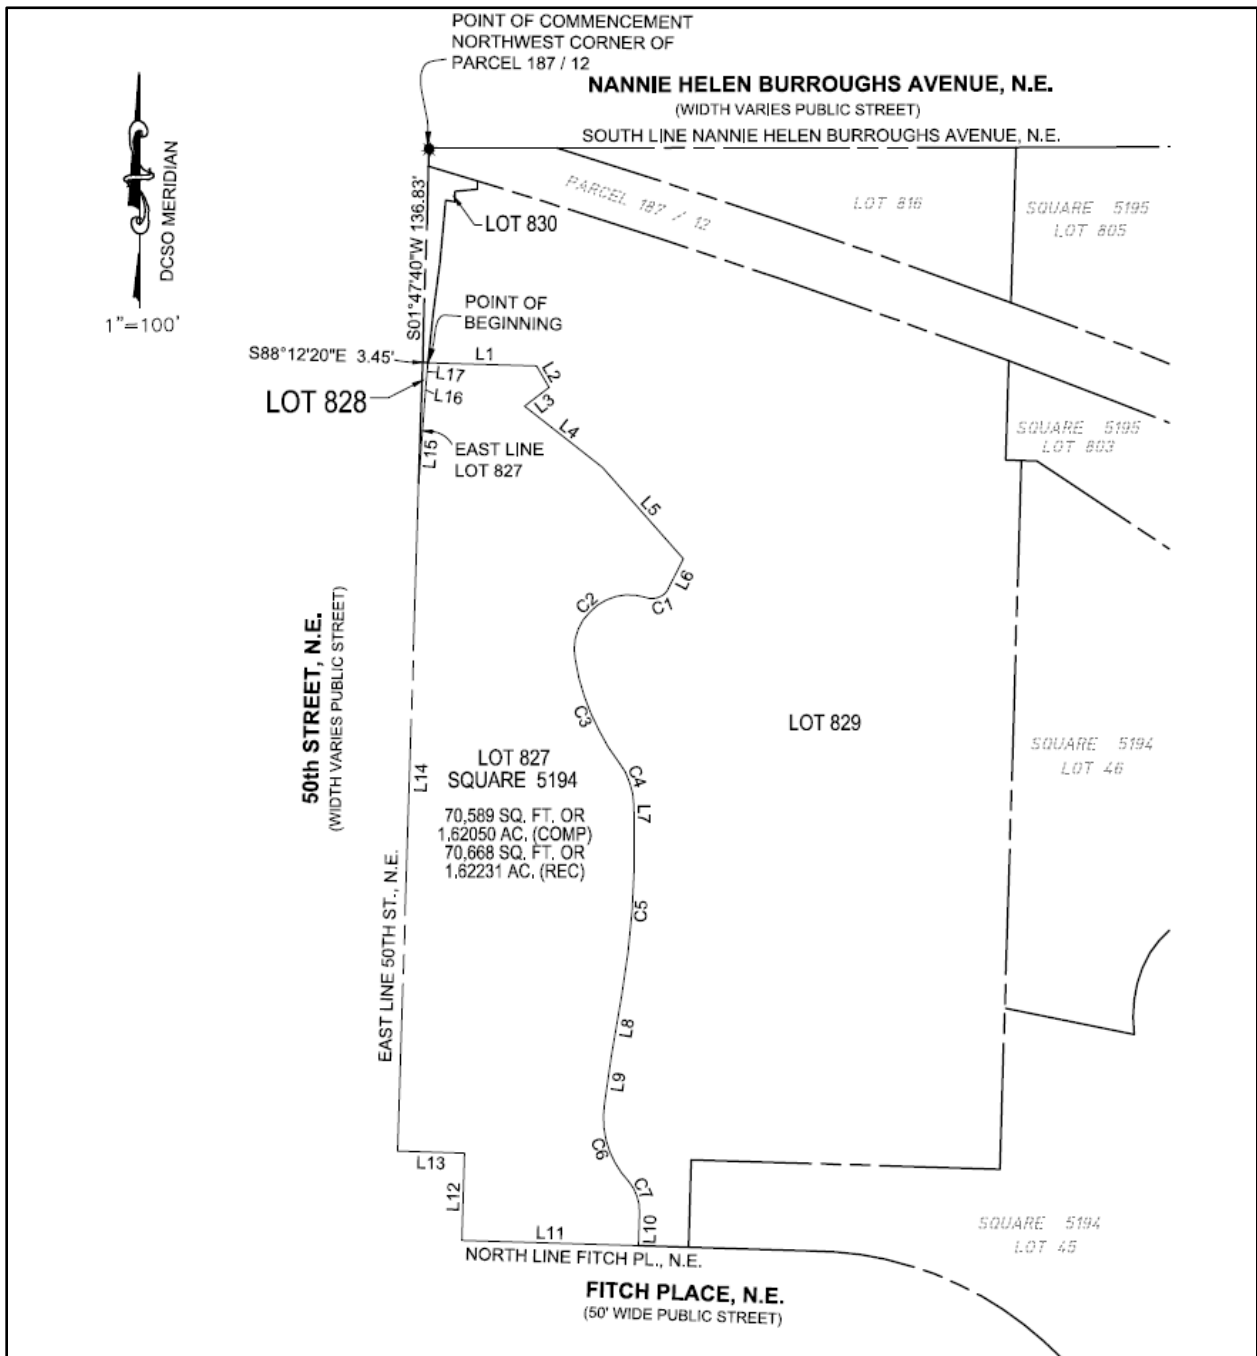 POINT OF COMMENCEMENT
NORTHWEST CORNER OF
PARCEL 187 / 12
NANNIE HELEN BURROUGHS AVENUE, N.E.
(WIDTH VARIES PUBLIC STREET)
SOUTH LINE NANNIE HELEN BURROUGHS AVENUE, N.E.
DCSO MERIDIAN
1"=100'
PARCEL 187 / 12
LOT 816
SQUARE 5195
LOT 805
S01°47'40"W 136.83'
LOT 830
POINT OF
BEGINNING
S88°12'20"E 3.45'
L1
L2
L17
LOT 828
L16
L3
L4
L15
EAST LINE
LOT 827
SQUARE 5195
LOT 803
L5
L6
C1
C2
50th STREET, N.E.
(WIDTH VARIES PUBLIC STREET)
C3
LOT 829
SQUARE 5194
LOT 46
L14
LOT 827
SQUARE 5194
C4
L7
70,589 SQ. FT. OR
1.62050 AC. (COMP)
70,668 SQ. FT. OR
1.62231 AC. (REC)
C5
EAST LINE 50TH ST., N.E.
L8
L9
C6
L13
L12
C7
L10
L11
SQUARE 5194
LOT 45
NORTH LINE FITCH PL., N.E.
FITCH PLACE, N.E.
(50' WIDE PUBLIC STREET)